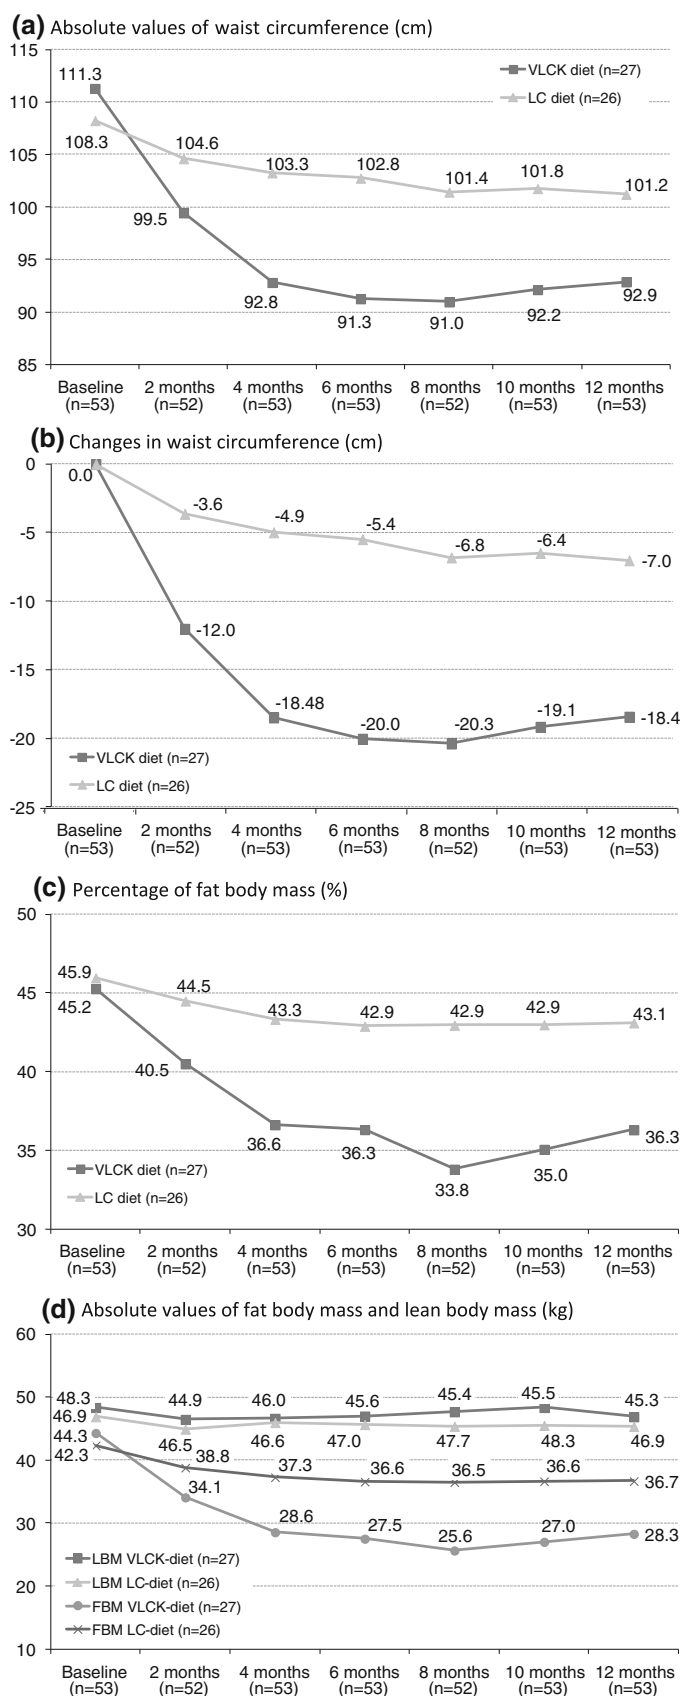 (a) Absolute values of waist circumference (cm)
115
VLCK diet (n=27)
111.3
110
LC diet (n=26)
108.3
105
104.6
103.3
102.8
101.4
101.8
101.2
100
99.5
95
92.8
91.3
91.0
92.2
92.9
90
85
Baseline 2 months 4 months 6 months 8 months 10 months 12 months
(n=53) (n=52) (n=53) (n=53) (n=52) (n=53) (n=53)
(b) Changes in waist circumference (cm)
0
0.0
-3.6
-4.9
-5.4
-6.8
-6.4
-7.0
-5
-10
-12.0
-15
-18.48
-20.0
-20.3
-19.1
-18.4
-20
VLCK diet (n=27)
LC diet (n=26)
-25
Baseline 2 months 4 months 6 months 8 months 10 months 12 months
(n=53) (n=52) (n=53) (n=53) (n=52) (n=53) (n=53)
(c) Percentage of fat body mass (%)
50
45.9
44.5
43.3
42.9
42.9
42.9
43.1
45
45.2
40
40.5
36.6
36.3
33.8
35.0
36.3
35
VLCK diet (n=27)
LC diet (n=26)
30
Baseline 2 months 4 months 6 months 8 months 10 months 12 months
(n=53) (n=52) (n=53) (n=53) (n=52) (n=53) (n=53)
(d) Absolute values of fat body mass and lean body mass (kg)
60
50
48.3 44.9 46.0 45.6 45.4 45.5 45.3
46.9
44.3 46.5 46.6 47.0 47.7 48.3 46.9
42.3 38.8 37.3 36.6 36.5 36.6 36.7
40
34.1 28.6 27.5 25.6 27.0 28.3
30
LBM VLCK-diet (n=27)
LBM LC-diet (n=26)
20
FBM VLCK-diet (n=27)
FBM LC-diet (n=26)
10
Baseline 2 months 4 months 6 months 8 months 10 months 12 months
(n=53) (n=52) (n=53) (n=53) (n=52) (n=53) (n=53)